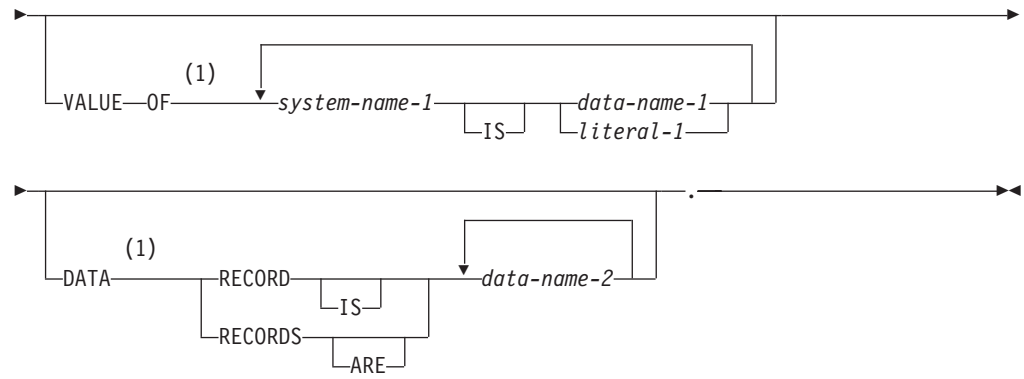 (1)
VALUE OF system-name-1 data-name-1
IS literal-1
.
(1)
DATA RECORD data-name-2
IS
RECORDS
ARE